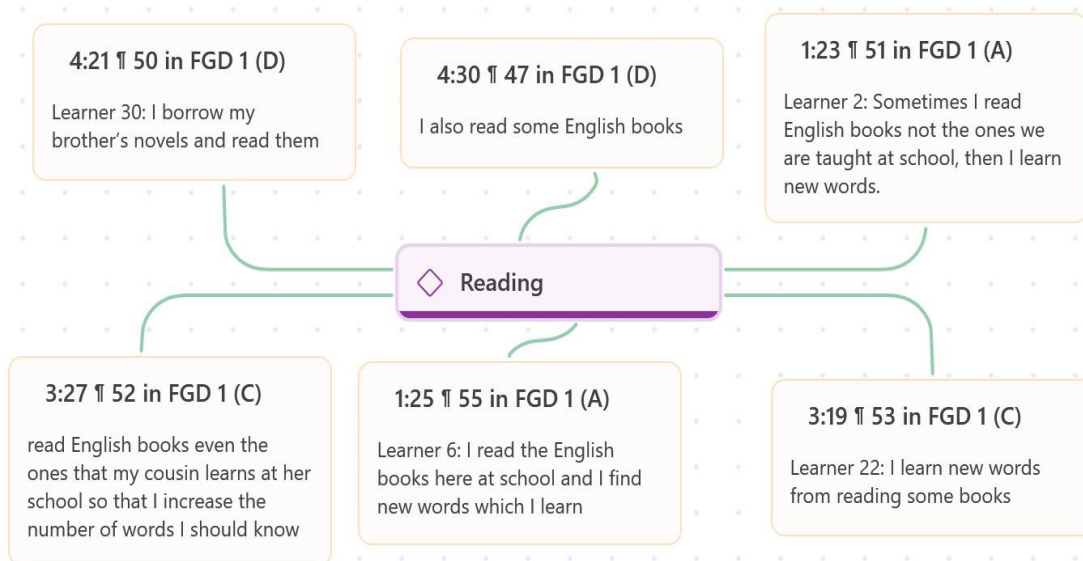 4:21 ¶ 50 in FGD 1 (D)
Learner 30: I borrow my
brother’s novels and read them
4:30 ¶ 47 in FGD 1 (D)
I also read some English books
1:23 ¶ 51 in FGD 1 (A)
Learner 2: Sometimes I read
English books not the ones we
are taught at school, then I learn
new words.
Reading
3:27 ¶ 52 in FGD 1 (C)
read English books even the
ones that my cousin learns at her
school so that I increase the
number of words I should know
1:25 ¶ 55 in FGD 1 (A)
Learner 6: I read the English
books here at school and I find
new words which I learn
3:19 ¶ 53 in FGD 1 (C)
Learner 22: I learn new words
from reading some books